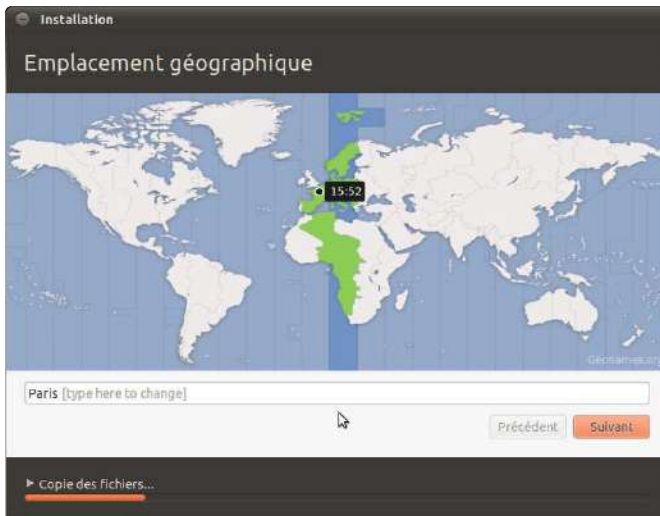 Installation
Emplacement géographique
15:52
Paris [type here to change]
Précédent
Suivant
Copie des fichiers...